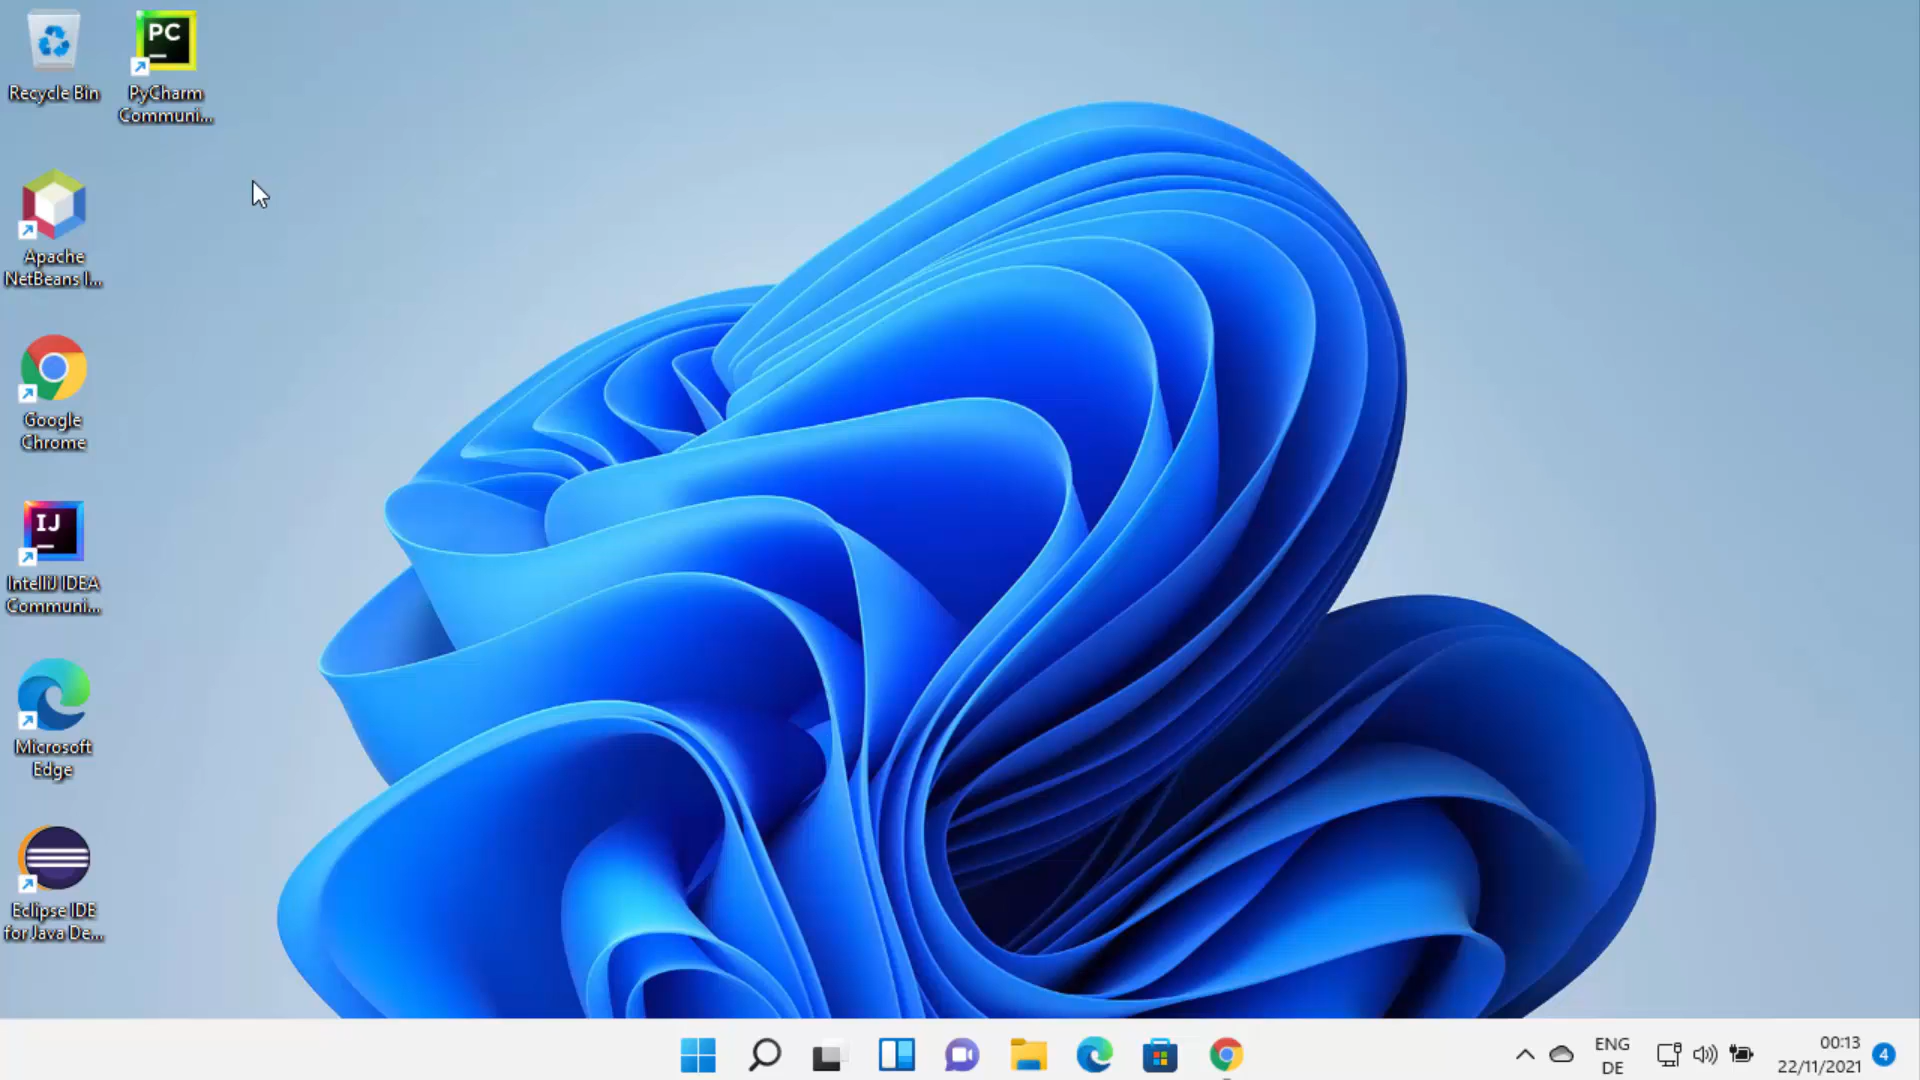 Recycle Bin
PC
PyCharm
Communi...
Apache
NetBeans I...
Google
Chrome
IJ
IntelliJ IDEA
Communi...
Microsoft
Edge
Eclipse IDE
for Java De...
ENG
DE
00:13
22/11/2021
4